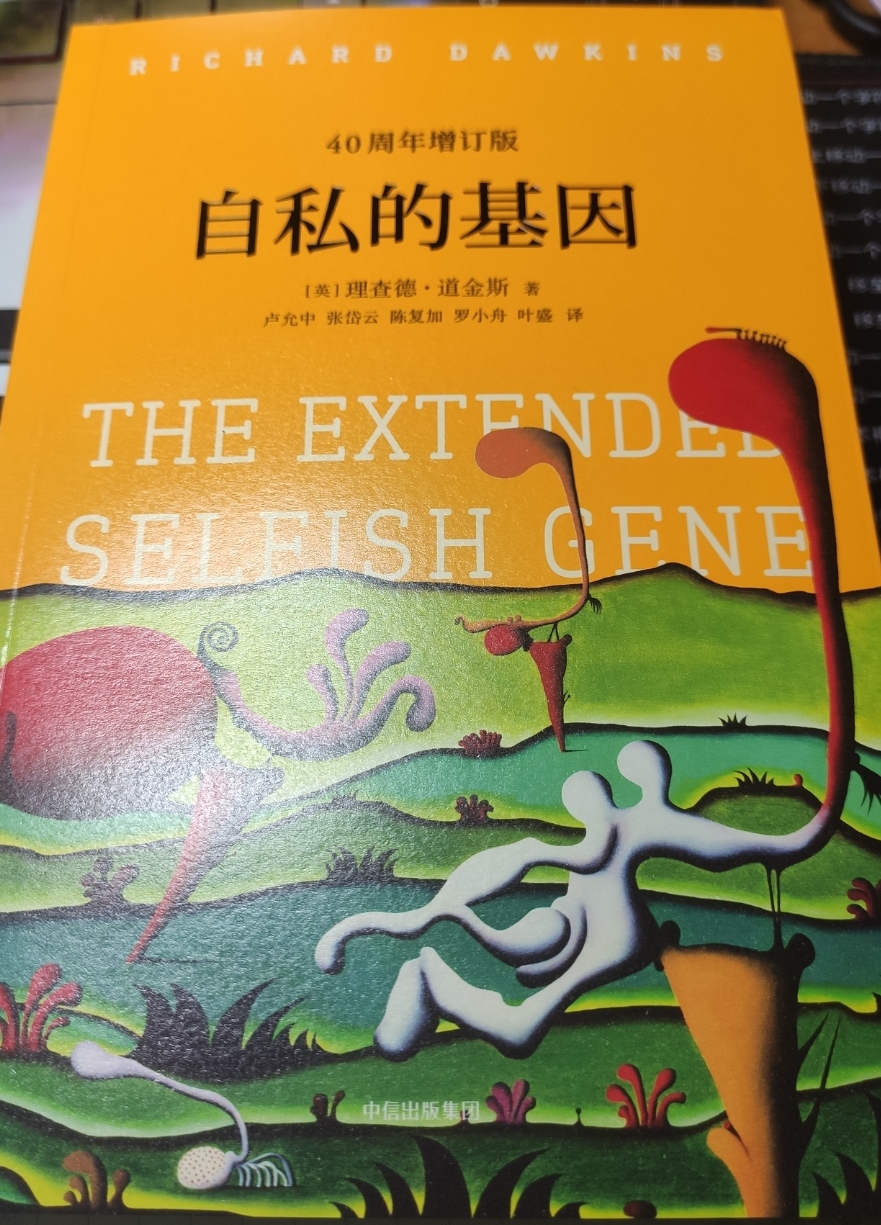 RICHARD DAWKINS
40周年增订版
自私的基因
[英]理查德·道金斯 著
卢允中 张岱云 陈复加 罗小舟 叶盛 译
THE EXTENDED
SELFISH GENE
中信出版集团